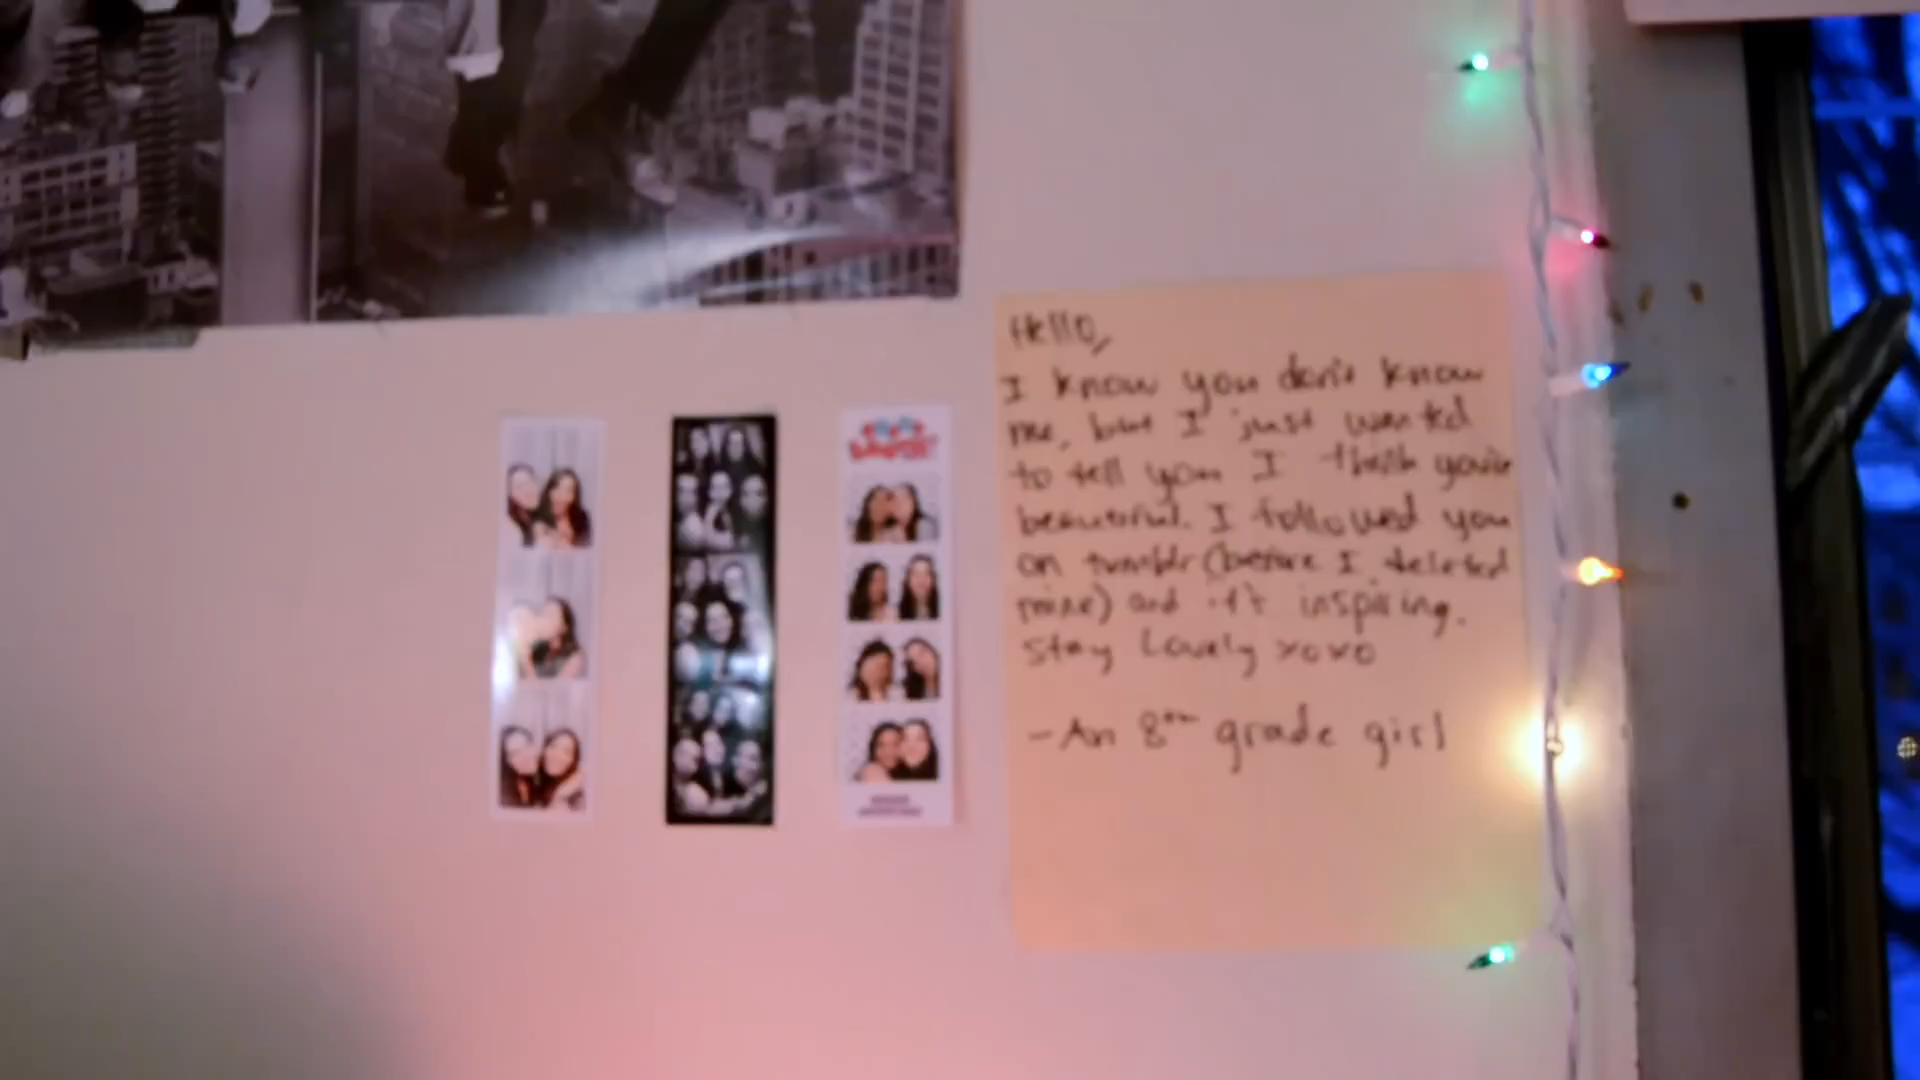 Hello,
I know you don't know
me, but I just wanted
to tell you I think you're
beautiful. I followed you
on tumblr (before I deleted
mine) and it's inspiring.
Stay Lovely xoxo
-An 8th grade girl